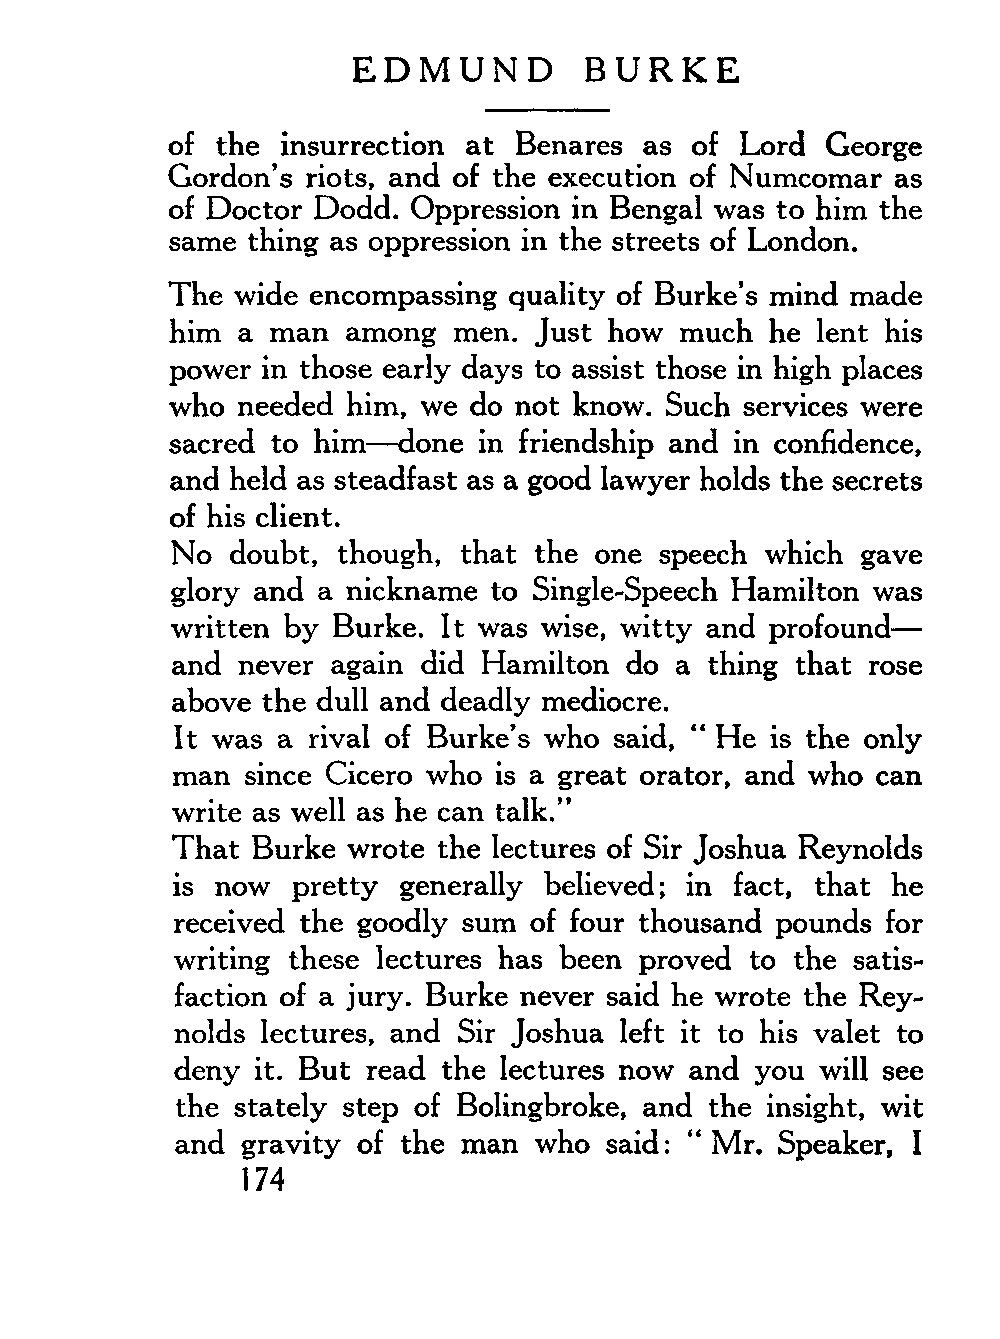 EDMUND BURKE
of the insurrection at Benares as of Lord George
Gordon's riots, and of the execution of Numcomar as
of Doctor Dodd. Oppression in Bengal was to him the
same thing as oppression in the streets of London.
The wide encompassing quality of Burke's mind made
him a man among men. Just how much he lent his
power in those early days to assist those in high places
who needed him, we do not know. Such services were
sacred to him—done in friendship and in confidence,
and held as steadfast as a good lawyer holds the secrets
of his client.
No doubt, though, that the one speech which gave
glory and a nickname to Single-Speech Hamilton was
written by Burke. It was wise, witty and profound—
and never again did Hamilton do a thing that rose
above the dull and deadly mediocre.
It was a rival of Burke's who said, “ He is the only
man since Cicero who is a great orator, and who can
write as well as he can talk.”
That Burke wrote the lectures of Sir Joshua Reynolds
is now pretty generally believed; in fact, that he
received the goodly sum of four thousand pounds for
writing these lectures has been proved to the satis-
faction of a jury. Burke never said he wrote the Rey-
nolds lectures, and Sir Joshua left it to his valet to
deny it. But read the lectures now and you will see
the stately step of Bolingbroke, and the insight, wit
and gravity of the man who said: “ Mr. Speaker, I
174